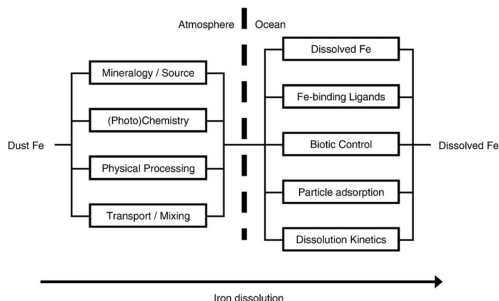 Atmosphere
Ocean
Mineralogy / Source
(Photo)Chemistry
Dust Fe
Physical Processing
Transport / Mixing
Dissolved Fe
Fe-binding Ligands
Biotic Control
Dissolved Fe
Particle adsorption
Dissolution Kinetics
Iron dissolution